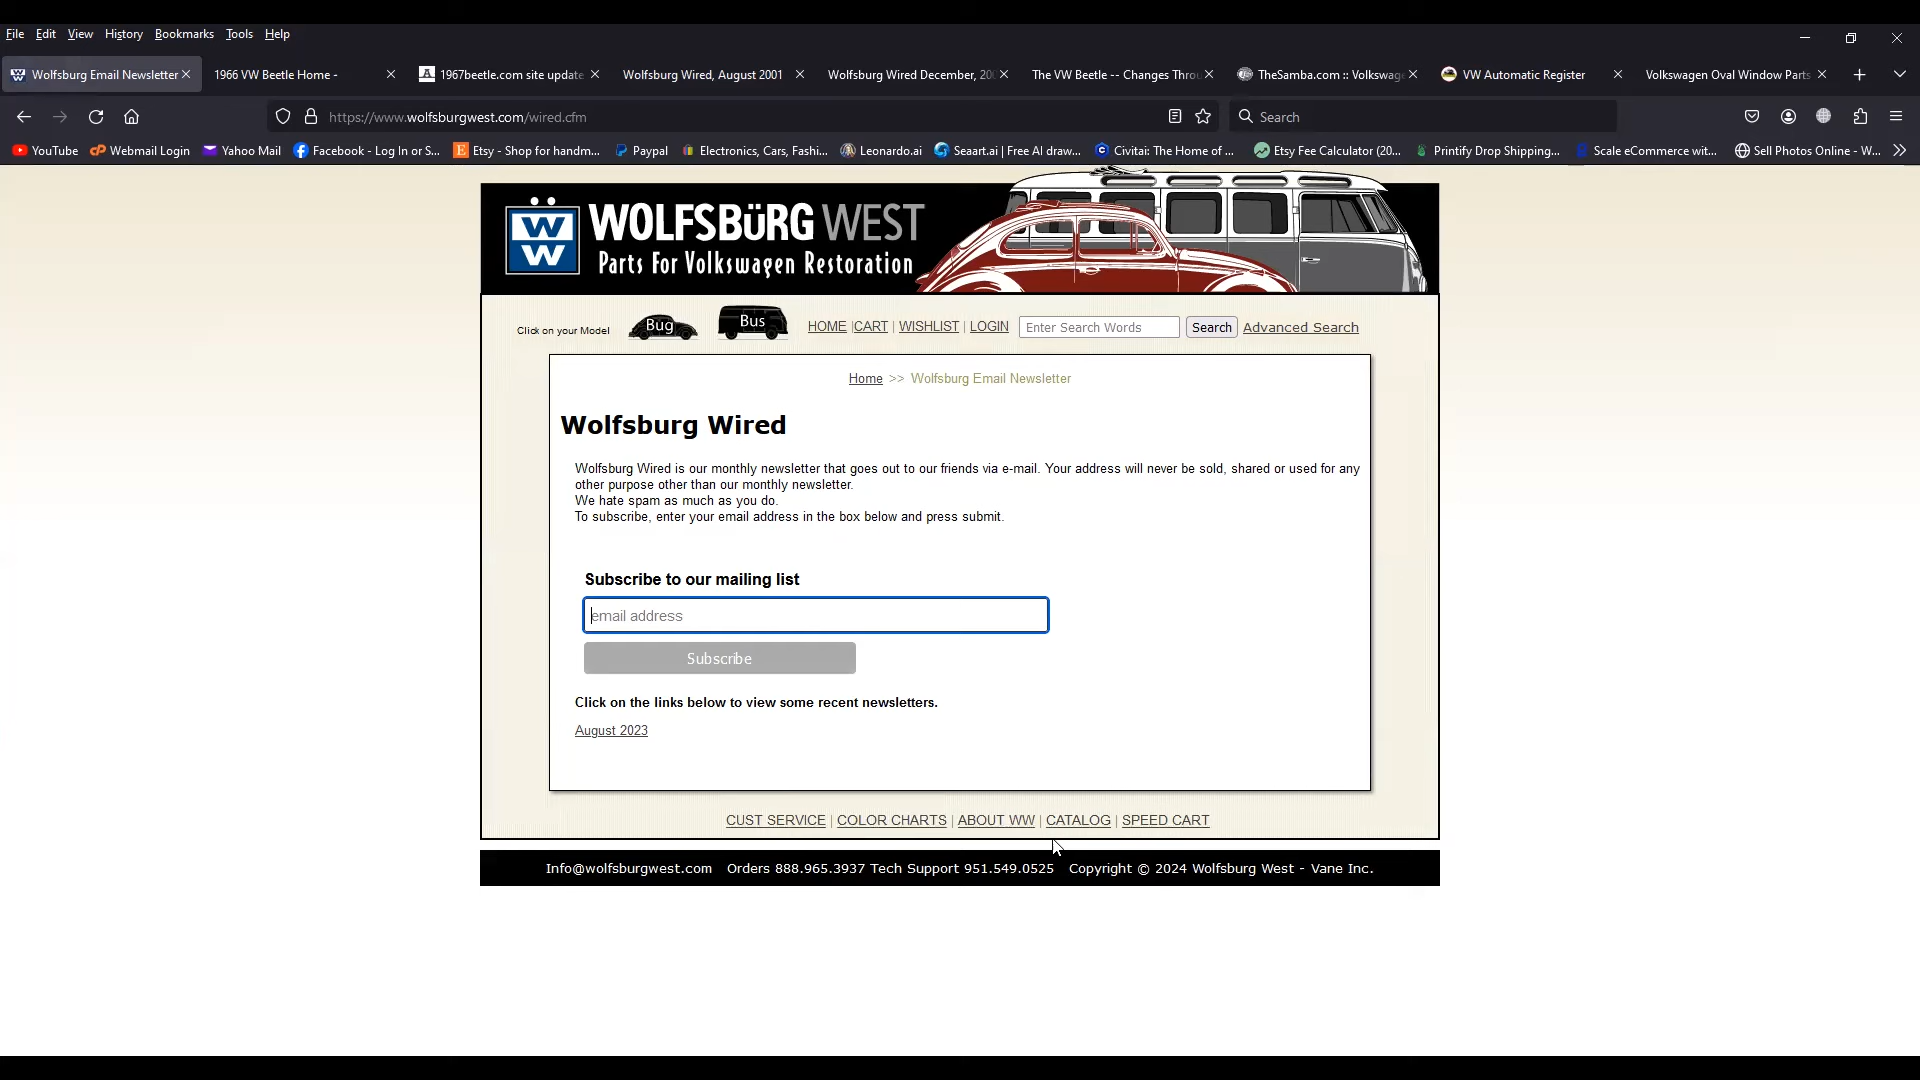 File Edit View History Bookmarks Tools Help
Wolfsburg Email Newsletter 1966 VW Beetle Home - 1967beetle.com site update Wolfsburg Wired, August 2001 Wolfsburg Wired December, 20 The VW Beetle -- Changes Throu TheSamba.com :: Volkswag VW Automatic Register Volkswagen Oval Window Parts
https://www.wolfsburgwest.com/wired.cfm Search
YouTube Webmail Login Yahoo Mail Facebook - Log In or S... Etsy - Shop for handm... Paypal Electronics, Cars, Fashi... Leonardo.ai Seaart.ai | Free AI draw... Civitai: The Home of ... Etsy Fee Calculator (20... Printify Drop Shipping,... Scale eCommerce wit... Sell Photos Online - W...
W W
WOLFSBÜRG WEST
Parts For Volkswagen Restoration
Click on your Model Bug Bus HOME |CART | WISHLIST | LOGIN Enter Search Words Search Advanced Search
Home >> Wolfsburg Email Newsletter
Wolfsburg Wired
Wolfsburg Wired is our monthly newsletter that goes out to our friends via e-mail. Your address will never be sold, shared or used for any
other purpose other than our monthly newsletter.
We hate spam as much as you do.
To subscribe, enter your email address in the box below and press submit.
Subscribe to our mailing list
email address
Subscribe
Click on the links below to view some recent newsletters.
August 2023
CUST SERVICE | COLOR CHARTS | ABOUT WW | CATALOG | SPEED CART
Info@wolfsburgwest.com Orders 888.965.3937 Tech Support 951.549.0525 Copyright © 2024 Wolfsburg West - Vane Inc.